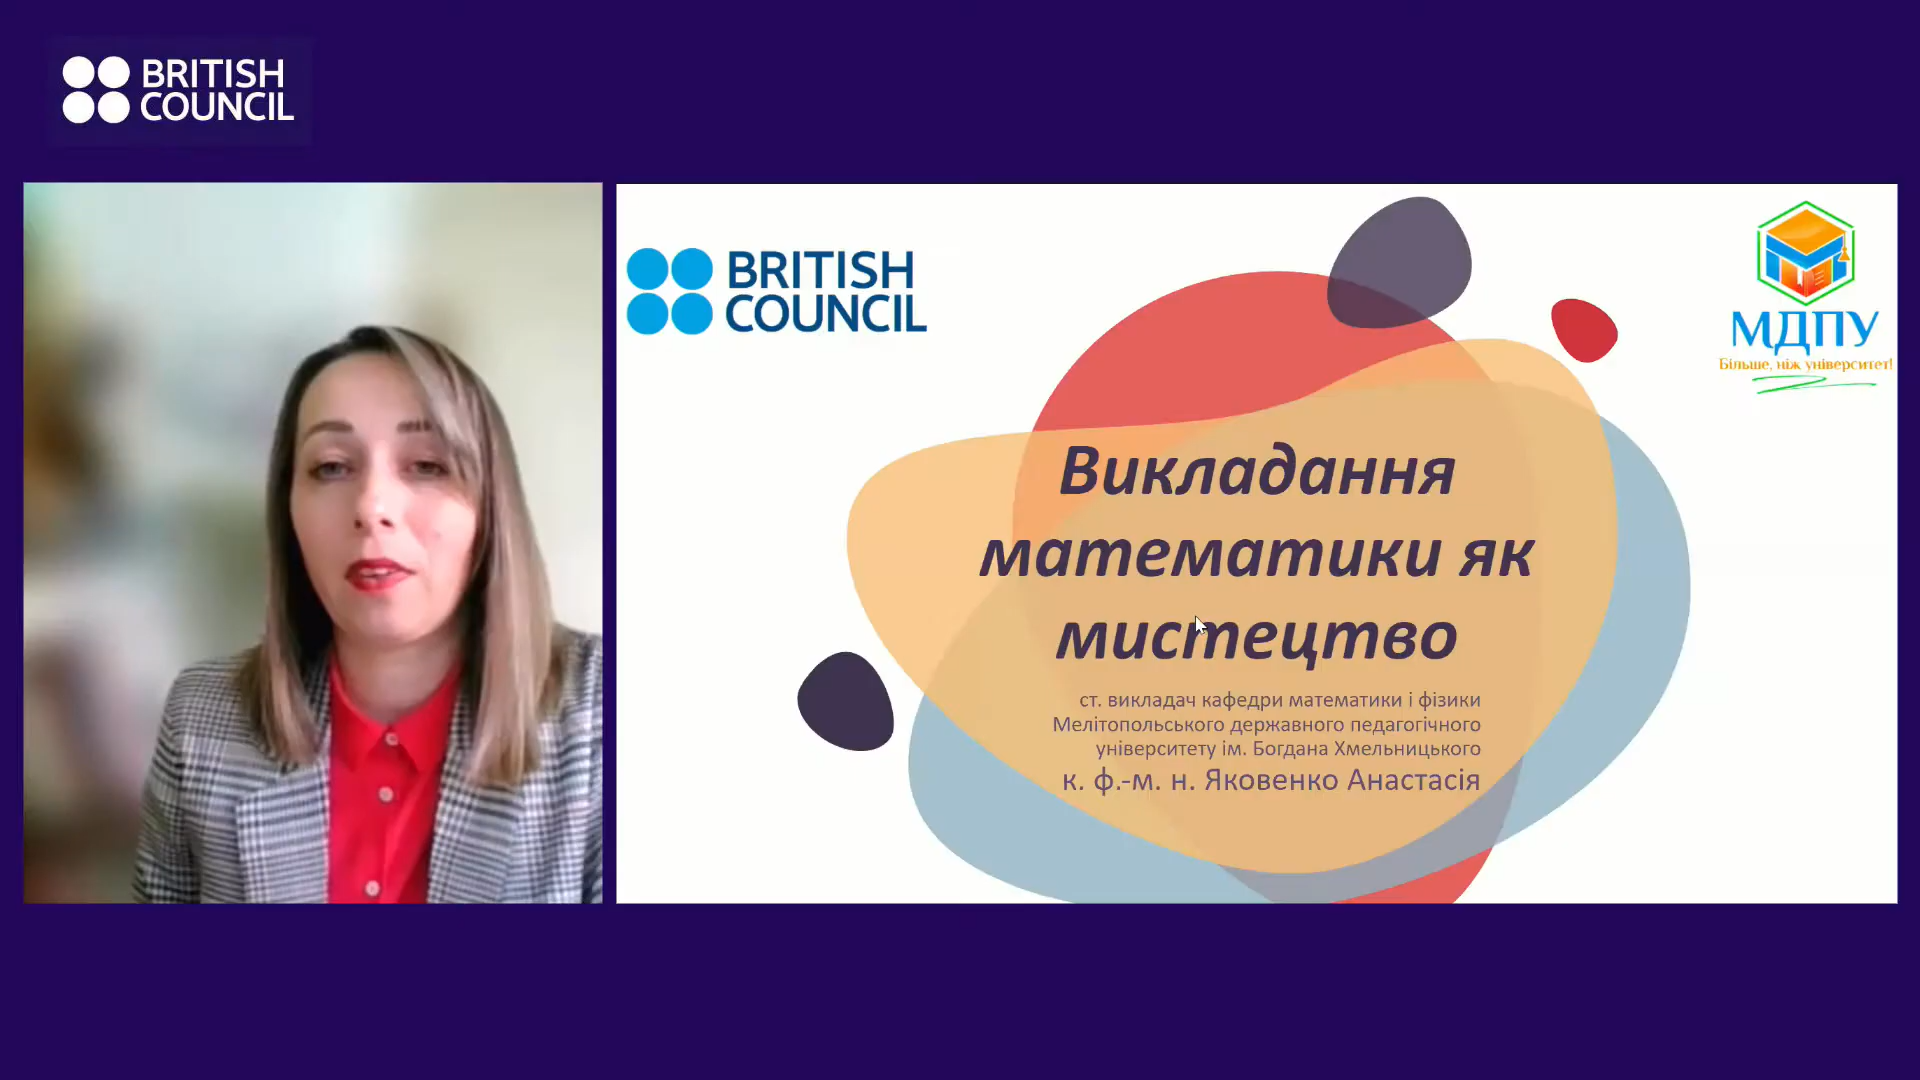 BRITISH
COUNCIL
BRITISH
COUNCIL
МДПУ
Більше, ніж університет!
Викладання
математики як
мистецтво
ст. викладач кафедри математики і фізики
Мелітопольського державного педагогічного
університету ім. Богдана Хмельницького
к. ф.-м. н. Яковенко Анастасія